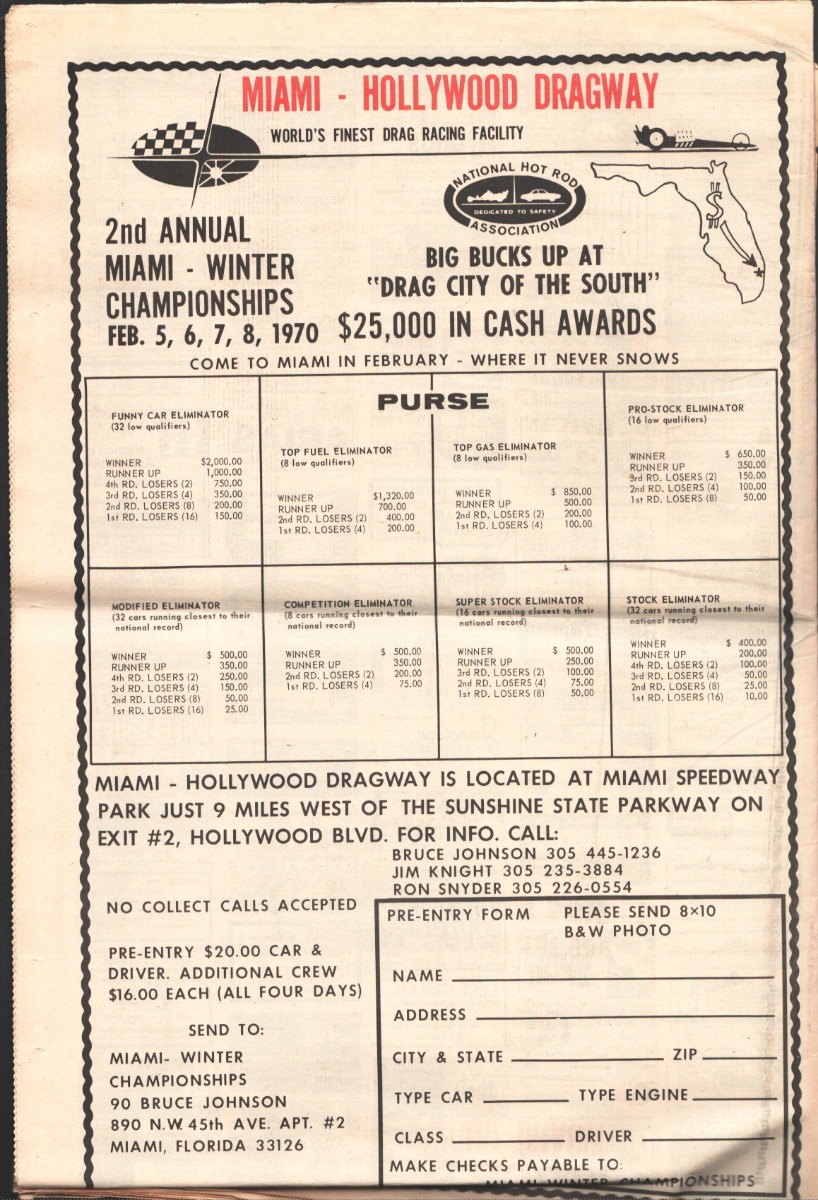 MIAMI - HOLLYWOOD DRAGWAY
WORLD'S FINEST DRAG RACING FACILITY
NATIONAL HOT ROD
DEDICATED TO SAFETY
ASSOCIATION
$
2nd ANNUAL
MIAMI - WINTER
CHAMPIONSHIPS
FEB. 5, 6, 7, 8, 1970
BIG BUCKS UP AT
"DRAG CITY OF THE SOUTH"
$25,000 IN CASH AWARDS
COME TO MIAMI IN FEBRUARY - WHERE IT NEVER SNOWS
PURSE
FUNNY CAR ELIMINATOR
(32 low qualifiers)
WINNER $2,000.00
RUNNER UP 1,000.00
4th RD. LOSERS (2) 750.00
3rd RD. LOSERS (4) 350.00
2nd RD. LOSERS (8) 200.00
1st RD. LOSERS (16) 150.00
TOP FUEL ELIMINATOR
(8 low qualifiers)
WINNER $1,320.00
RUNNER UP 700.00
2nd RD. LOSERS (2) 400.00
1st RD. LOSERS (4) 200.00
TOP GAS ELIMINATOR
(8 low qualifiers)
WINNER $ 850.00
RUNNER UP 500.00
2nd RD. LOSERS (2) 200.00
1st RD. LOSERS (4) 100.00
PRO-STOCK ELIMINATOR
(16 low qualifiers)
WINNER $ 650.00
RUNNER UP 350.00
3rd RD. LOSERS (2) 150.00
2nd RD. LOSERS (4) 100.00
1st RD. LOSERS (8) 50.00
MODIFIED ELIMINATOR
(32 cars running closest to their
national record)
WINNER $ 500.00
RUNNER UP 350.00
4th RD. LOSERS (2) 250.00
3rd RD. LOSERS (4) 150.00
2nd RD. LOSERS (8) 50.00
1st RD. LOSERS (16) 25.00
COMPETITION ELIMINATOR
(8 cars running closest to their
national record)
WINNER $ 500.00
RUNNER UP 350.00
2nd RD. LOSERS (2) 200.00
1st RD. LOSERS (4) 75.00
SUPER STOCK ELIMINATOR
(16 cars running closest to their
national record)
WINNER $ 500.00
RUNNER UP 250.00
3rd RD. LOSERS (2) 100.00
2nd RD. LOSERS (4) 75.00
1st RD. LOSERS (8) 50.00
STOCK ELIMINATOR
(32 cars running closest to their
national record)
WINNER $ 400.00
RUNNER UP 200.00
4th RD. LOSERS (2) 100.00
3rd RD. LOSERS (4) 50.00
2nd RD. LOSERS (8) 25.00
1st RD. LOSERS (16) 10.00
MIAMI - HOLLYWOOD DRAGWAY IS LOCATED AT MIAMI SPEEDWAY
PARK JUST 9 MILES WEST OF THE SUNSHINE STATE PARKWAY ON
EXIT #2, HOLLYWOOD BLVD. FOR INFO. CALL:
BRUCE JOHNSON 305 445-1236
JIM KNIGHT 305 235-3884
RON SNYDER 305 226-0554
NO COLLECT CALLS ACCEPTED
PRE-ENTRY $20.00 CAR &
DRIVER. ADDITIONAL CREW
$16.00 EACH (ALL FOUR DAYS)
SEND TO:
MIAMI- WINTER
CHAMPIONSHIPS
90 BRUCE JOHNSON
890 N.W. 45th AVE. APT. #2
MIAMI, FLORIDA 33126
PRE-ENTRY FORM PLEASE SEND 8×10
B&W PHOTO
NAME
ADDRESS
CITY & STATE ZIP
TYPE CAR TYPE ENGINE
CLASS DRIVER
MAKE CHECKS PAYABLE TO:
MIAMI WINTER CHAMPIONSHIPS